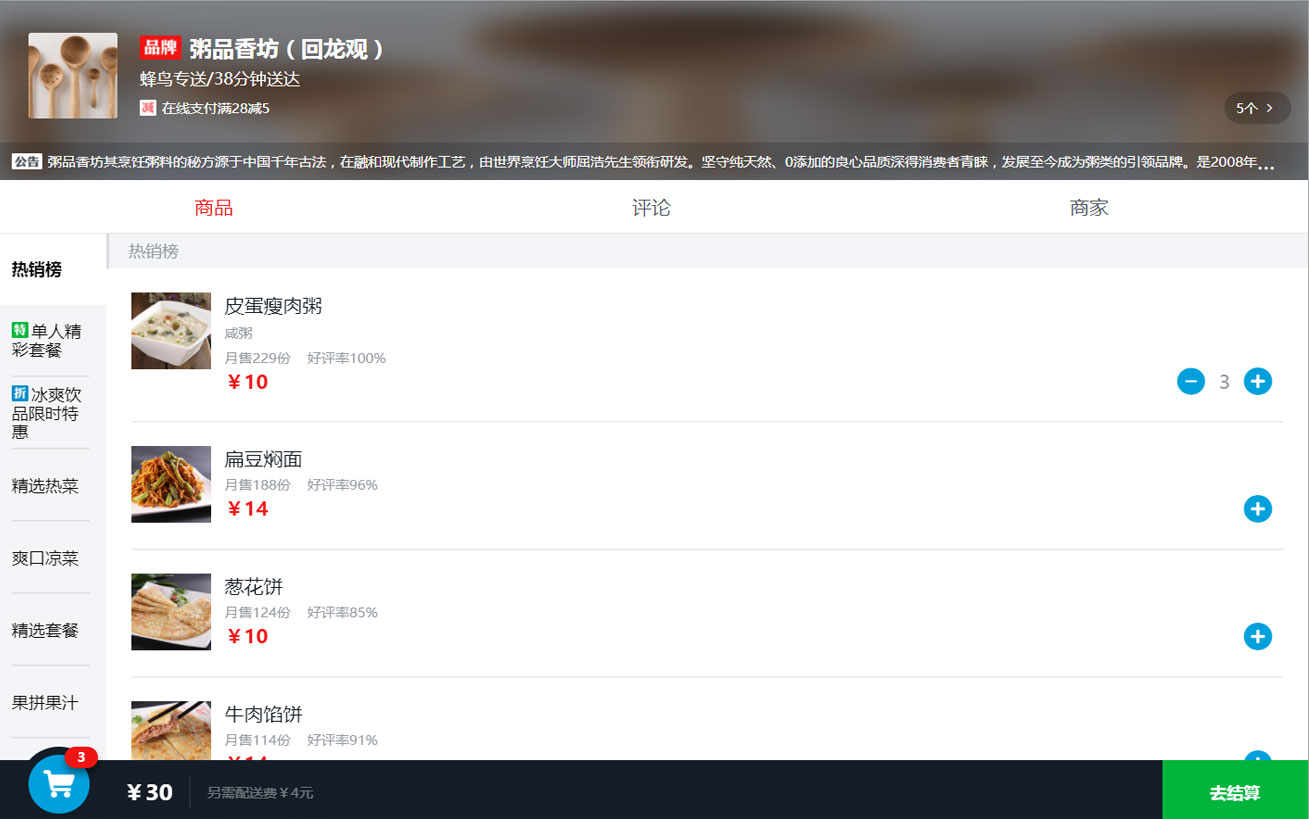 品牌 粥品香坊（回龙观）
蜂鸟专送/38分钟送达
减 在线支付满28减5
5个 >
公告 粥品香坊其烹饪粥料的秘方源于中国千年古法，在融和现代制作工艺，由世界烹饪大师屈浩先生领衔研发。坚守纯天然、0添加的良心品质深得消费者青睐，发展至今成为粥类的引领品牌。是2008年...
商品 评论 商家
热销榜
特 单人精
彩套餐
折 冰爽饮
品限时特
惠
精选热菜
爽口凉菜
精选套餐
果拼果汁
热销榜
皮蛋瘦肉粥
咸粥
月售229份 好评率100%
￥10
3
扁豆焖面
月售188份 好评率96%
￥14
葱花饼
月售124份 好评率85%
￥10
牛肉馅饼
月售114份 好评率91%
3
￥30 另需配送费￥4元 去结算